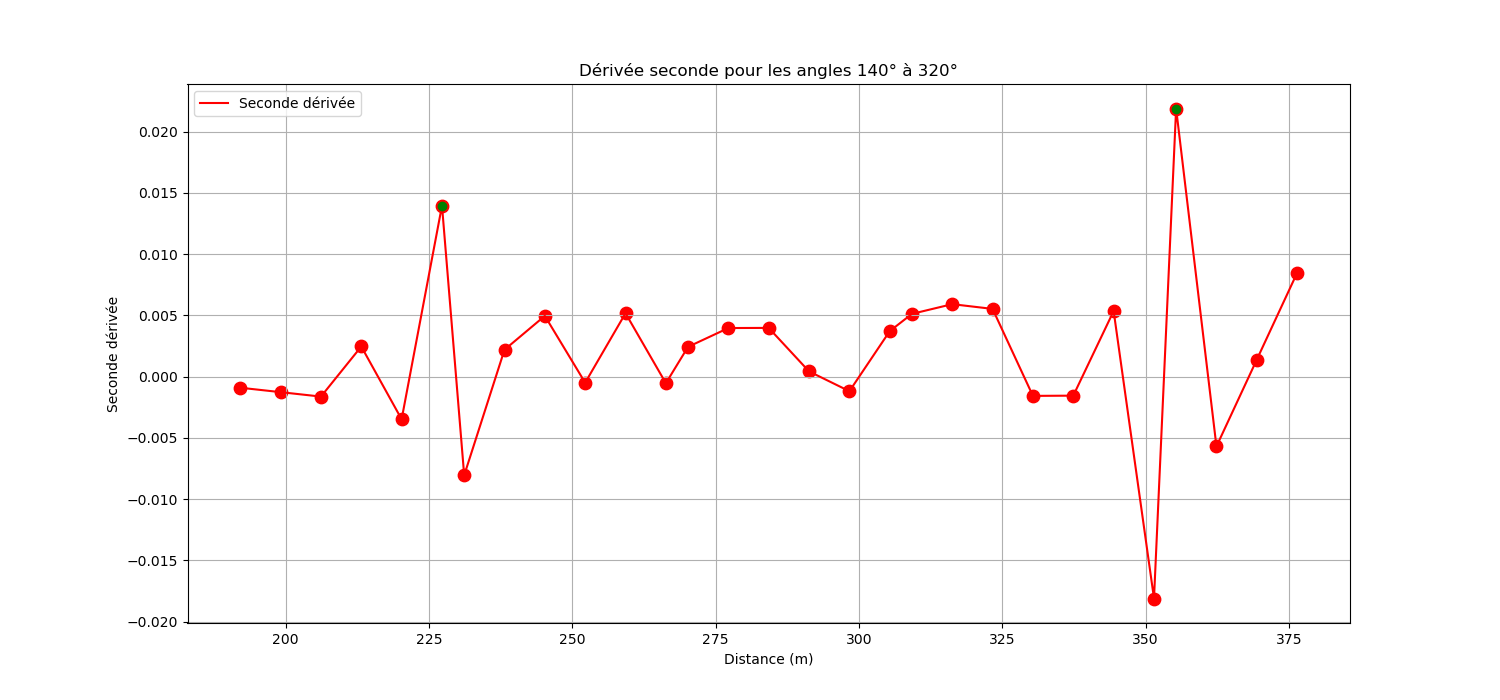 Dérivée seconde pour les angles 140° à 320°
Seconde dérivée
0.020
0.015
0.010
0.005
0.000
−0.005
−0.010
−0.015
−0.020
Seconde dérivée
200 225 250 275 300 325 350 375
Distance (m)